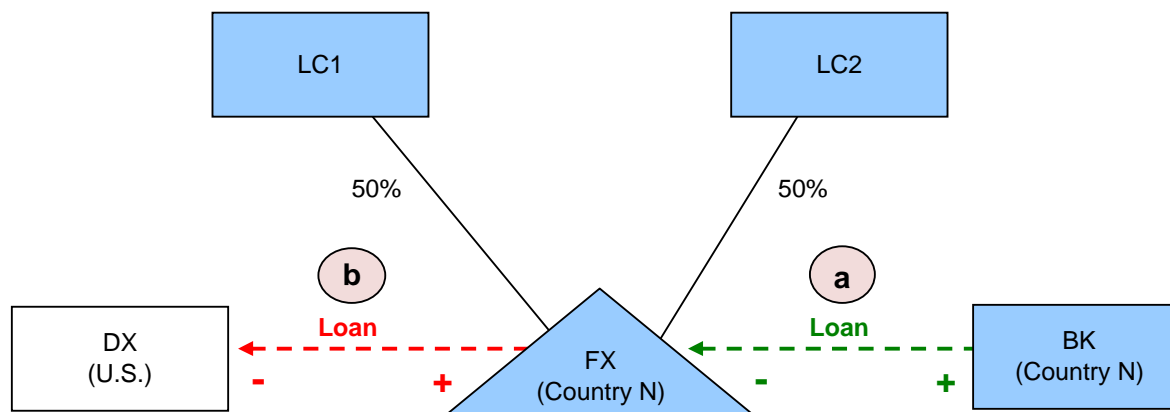 LC1
LC2
50%
50%
b
a
Loan
Loan
DX
(U.S.)
FX
(Country N)
BK
(Country N)
-
+
-
+